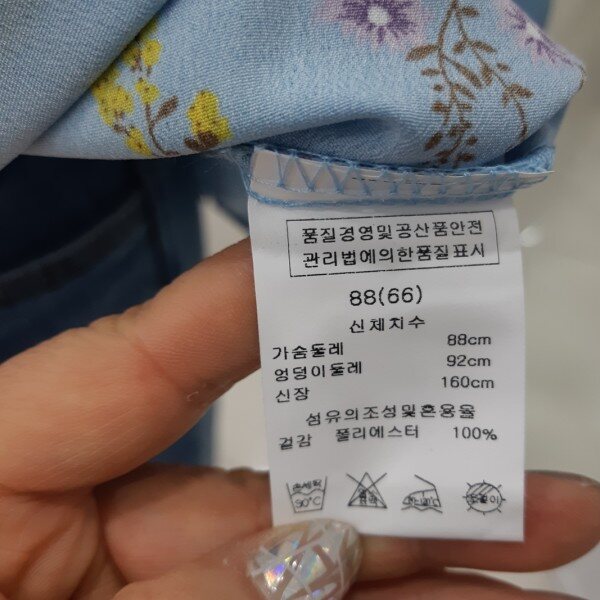 품질경영및공산품안전
관리법에의한품질표시
88(66)
신체치수
가슴둘레 88cm
엉덩이둘레 92cm
신장 160cm
섬유의조성및혼용율
겉감 폴리에스터 100%
손세탁
30°C